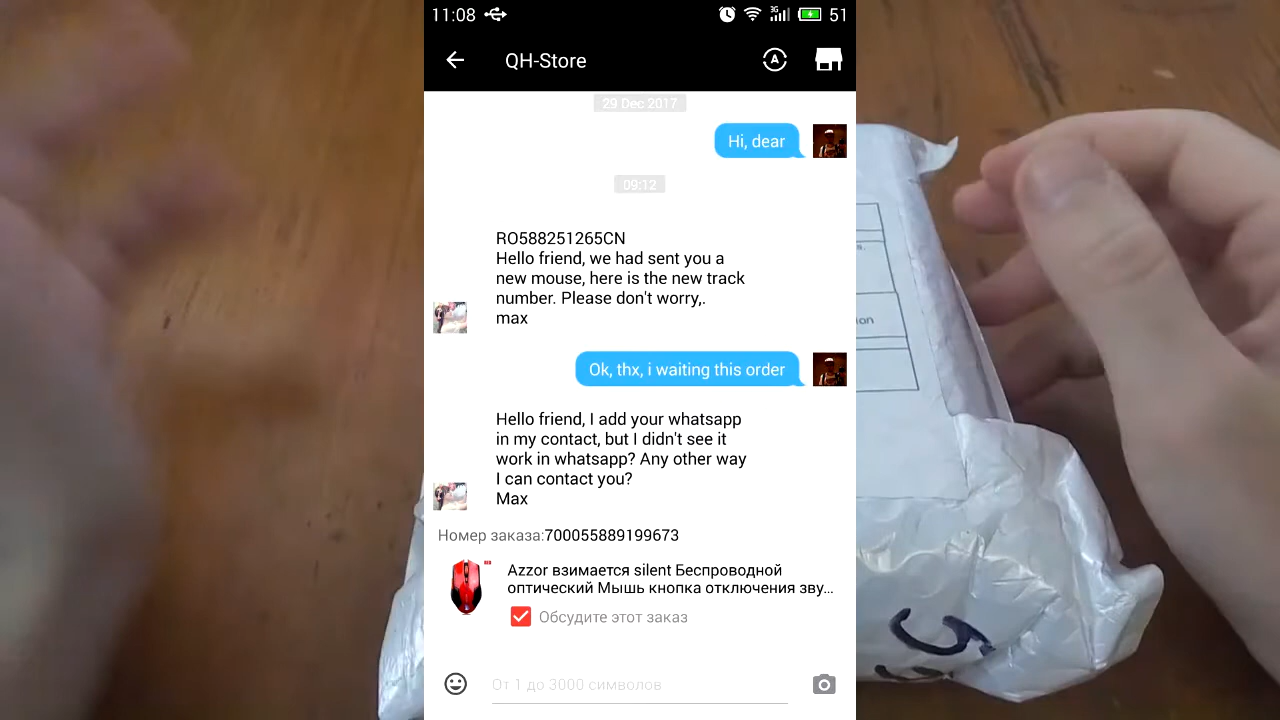 11:08
3G
51
QH-Store
A
29 Dec 2017
Hi, dear
09:12
RO588251265CN
Hello friend, we had sent you a
new mouse, here is the new track
number. Please don't worry,.
max
Ok, thx, i waiting this order
Hello friend, I add your whatsapp
in my contact, but I didn't see it
work in whatsapp? Any other way
I can contact you?
Max
Номер заказа:700055889199673
Azzor взимается silent Беспроводной
оптический Мышь кнопка отключения зву...
Обсудите этот заказ
От 1 до 3000 символов